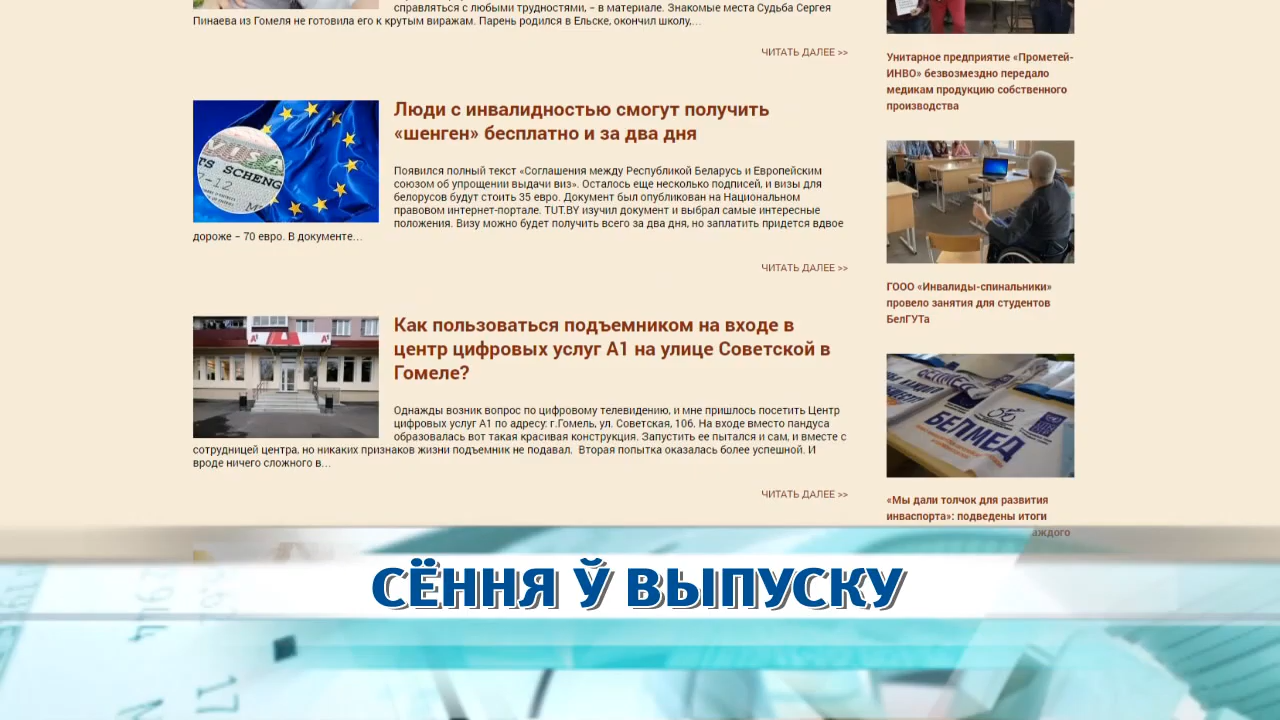 справляться с любыми трудностями, – в материале. Знакомые места Судьба Сергея
Пинаева из Гомеля не готовила его к крутым виражам. Парень родился в Ельске, окончил школу,...
ЧИТАТЬ ДАЛЕЕ >>
Люди с инвалидностью смогут получить
«шенген» бесплатно и за два дня
VISA
TS SCHENG
7-12
Появился полный текст «Соглашения между Республикой Беларусь и Европейским
союзом об упрощении выдачи виз». Осталось еще несколько подписей, и визы для
белорусов будут стоить 35 евро. Документ был опубликован на Национальном
правовом интернет-портале. TUT.BY изучил документ и выбрал самые интересные
положения. Визу можно будет получить всего за два дня, но заплатить придется вдвое
дороже – 70 евро. В документе...
ЧИТАТЬ ДАЛЕЕ >>
Как пользоваться подъемником на входе в
центр цифровых услуг А1 на улице Советской в
Гомеле?
A1
Однажды возник вопрос по цифровому телевидению, и мне пришлось посетить Центр
цифровых услуг А1 по адресу: г.Гомель, ул. Советская, 106. На входе вместо пандуса
образовалась вот такая красивая конструкция. Запустить ее пытался и сам, и вместе с
сотрудницей центра, но никаких признаков жизни подъемник не подавал.  Вторая попытка оказалась более успешной. И
вроде ничего сложного в...
ЧИТАТЬ ДАЛЕЕ >>
Унитарное предприятие «Прометей-
ИНВО» безвозмездно передало
медикам продукцию собственного
производства
ГООО «Инвалиды-спинальники»
провело занятия для студентов
БелГУТа
БЕЛМЕД
«Мы дали толчок для развития
инваспорта»: подведены итоги
аждого
СЁННЯ Ў ВЫПУСКУ
17